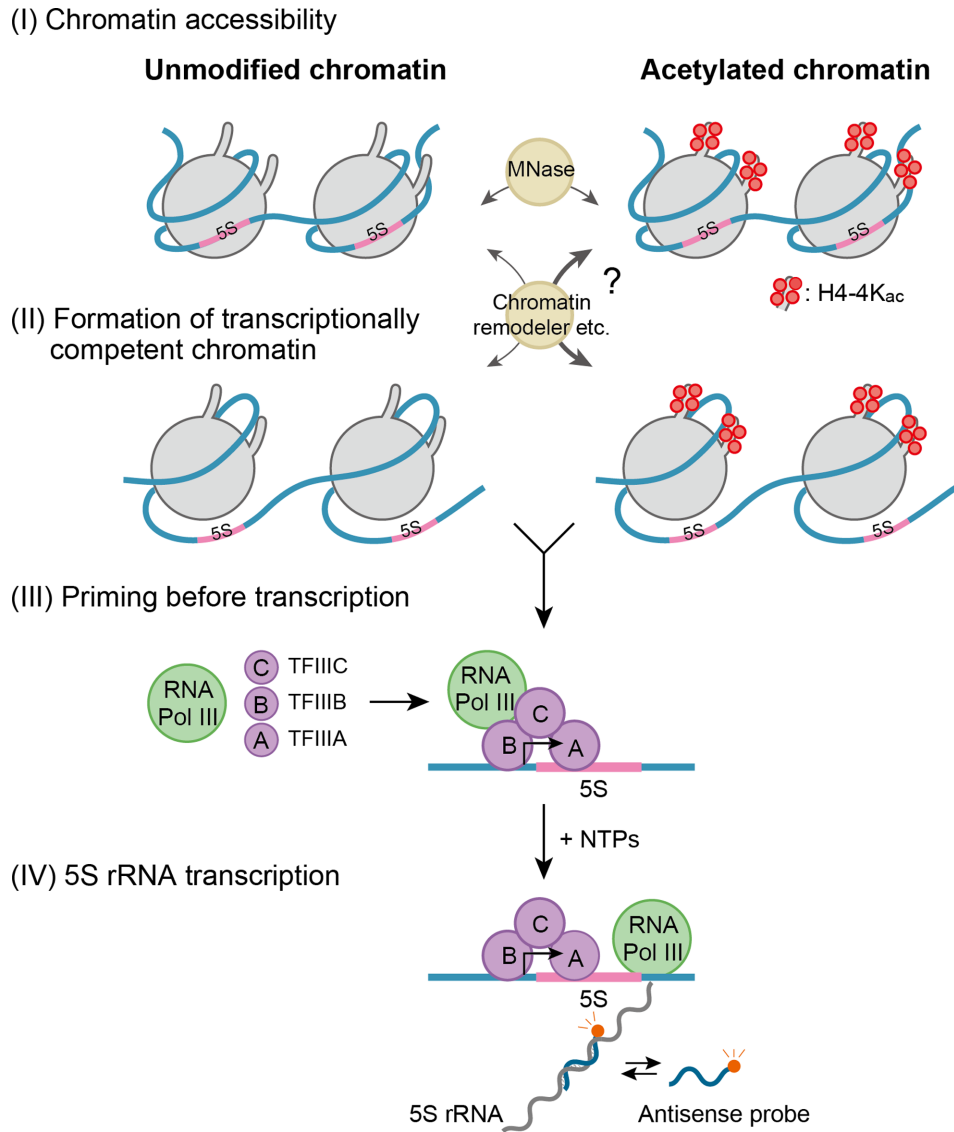 (I) Chromatin accessibility
Unmodified chromatin
Acetylated chromatin
MNase
5S
5S
5S
5S
?
: H4-4Kac
Chromatin
remodeler etc.
(II) Formation of transcriptionally
competent chromatin
5S
5S
5S
5S
(III) Priming before transcription
RNA
Pol III
C TFIIIC
B TFIIIB
A TFIIIA
RNA
Pol III
C
B
A
5S
+ NTPs
(IV) 5S rRNA transcription
C
B
A
RNA
Pol III
5S
5S rRNA
Antisense probe